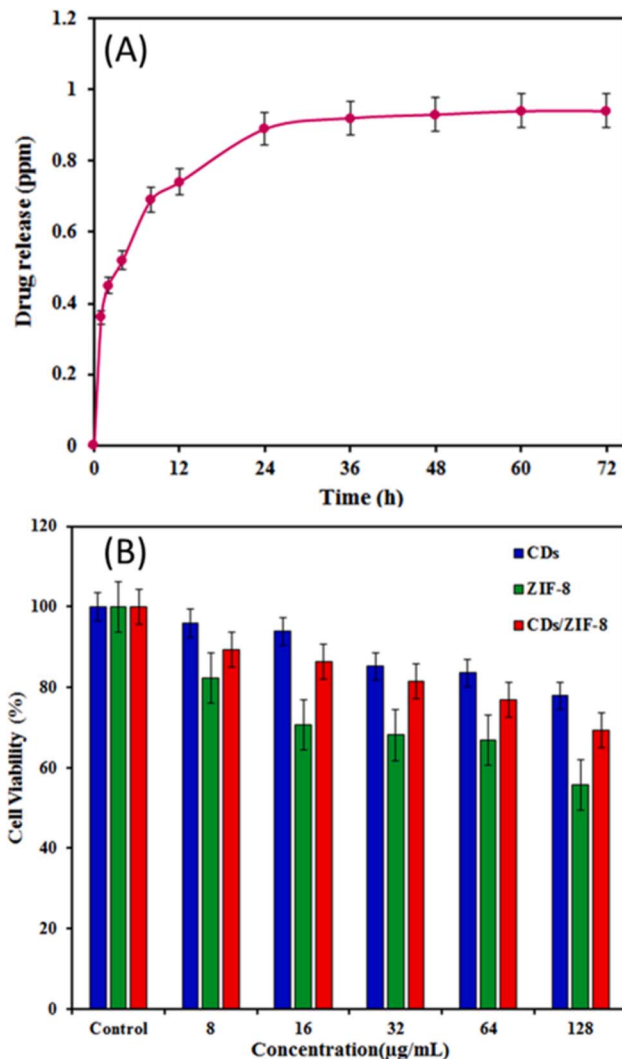 (A)
1.2
1
0.8
0.6
0.4
0.2
0
Drug release (ppm)
0 12 24 36 48 60 72
Time (h)
(B)
120
100
80
60
40
20
0
Cell Viability (%)
CDs
ZIF-8
CDs/ZIF-8
Control 8 16 32 64 128
Concentration(µg/mL)